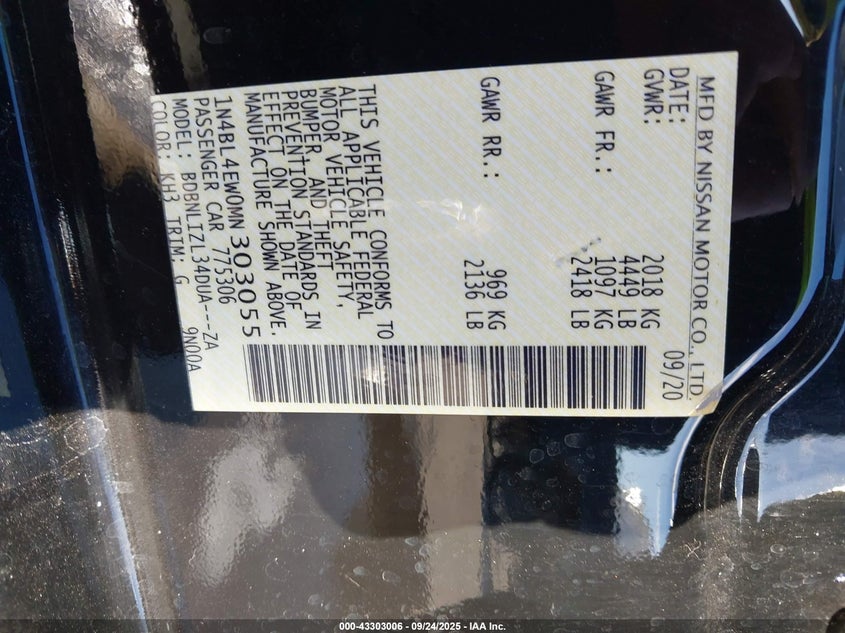 MFD BY NISSAN MOTOR CO., LTD.
DATE: 09/20
GVWR: 2018 KG
4449 LB
GAWR FR.: 1097 KG
2418 LB
GAWR RR.: 969 KG
2136 LB
THIS VEHICLE CONFORMS TO
ALL APPLICABLE FEDERAL
MOTOR VEHICLE SAFETY,
BUMPER, AND THEFT
PREVENTION STANDARDS IN
EFFECT ON THE DATE OF
MANUFACTURE SHOWN ABOVE.
1N4BL4EW0MN303055
PASSENGER CAR 775306
MODEL: BDBNLIZL34DUA---ZA
COLOR: KH3 TRIM: G 9N00A
000-43303006 - 09/24/2025 - IAA Inc.